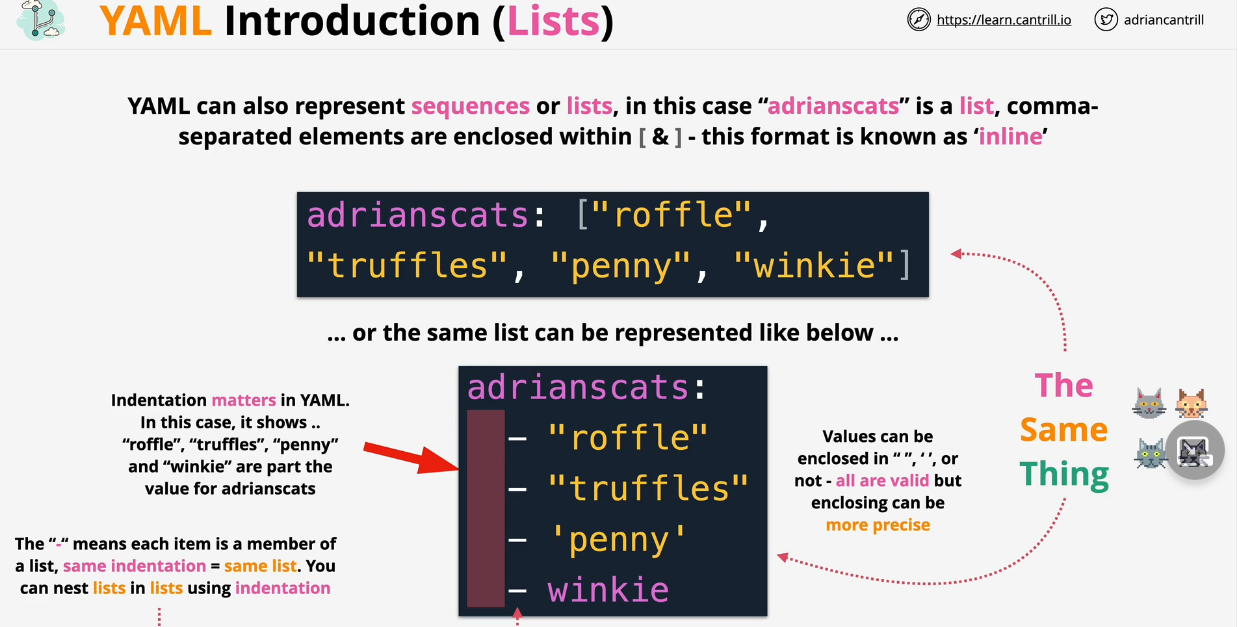 YAML Introduction (Lists)
https://learn.cantrill.io
adriancantrill
YAML can also represent sequences or lists, in this case “adrianscats” is a list, comma-
separated elements are enclosed within [ & ] - this format is known as ‘inline’
adrianscats: ["roffle",
"truffles", "penny", "winkie"]
... or the same list can be represented like below ...
Indentation matters in YAML.
In this case, it shows ..
“roffle”, “truffles”, “penny”
and “winkie” are part the
value for adrianscats
The “-“ means each item is a member of
a list, same indentation = same list. You
can nest lists in lists using indentation
adrianscats:
- "roffle"
- "truffles"
- 'penny'
- winkie
Values can be
enclosed in “ ”, ‘ ’, or
not - all are valid but
enclosing can be
more precise
The
Same
Thing